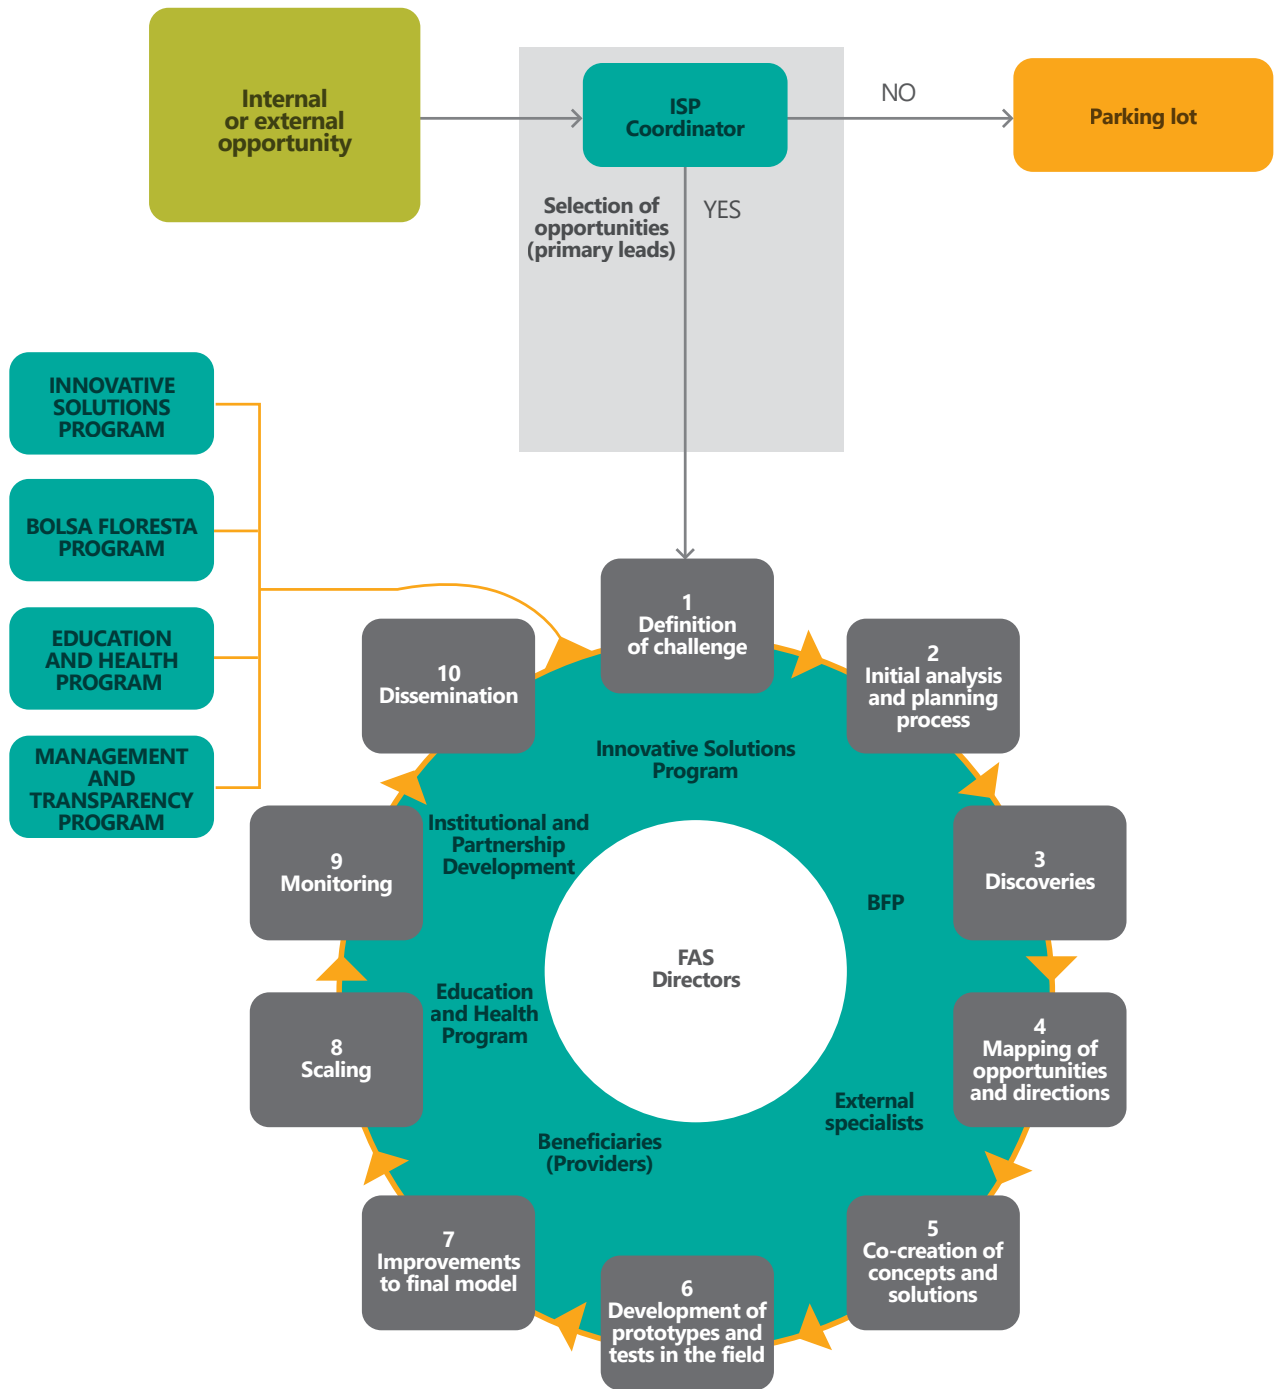 Internal
or external
opportunity
ISP
Coordinator
NO
Parking lot
Selection of
opportunities
(primary leads)
YES
INNOVATIVE
SOLUTIONS
PROGRAM
BOLSA FLORESTA
PROGRAM
EDUCATION
AND HEALTH
PROGRAM
MANAGEMENT
AND
TRANSPARENCY
PROGRAM
1
Definition
of challenge
2
Initial analysis
and planning
process
3
Discoveries
4
Mapping of
opportunities
and directions
5
Co-creation of
concepts and
solutions
6
Development of
prototypes and
tests in the field
7
Improvements
to final model
8
Scaling
9
Monitoring
10
Dissemination
Innovative Solutions
Program
BFP
External
specialists
Beneficiaries
(Providers)
Education
and Health
Program
Institutional and
Partnership
Development
FAS
Directors